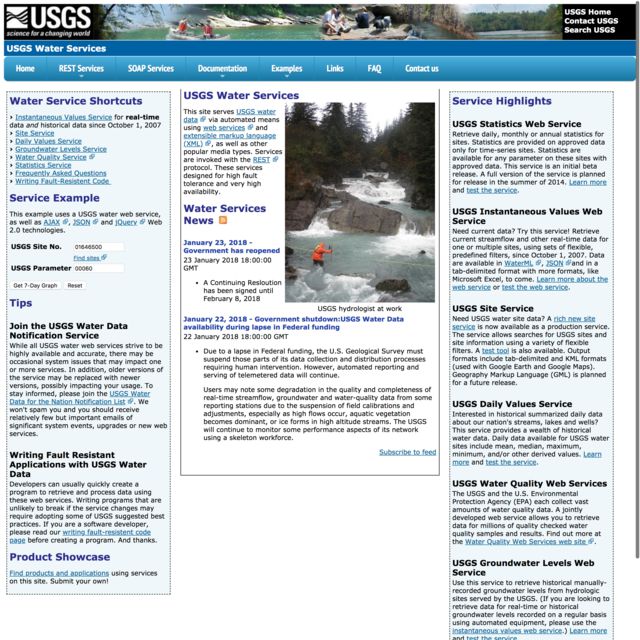 USGS
science for a changing world
USGS Home
Contact USGS
Search USGS
USGS Water Services
Home
REST Services
SOAP Services
Documentation
Examples
Links
FAQ
Contact us
Water Service Shortcuts
Instantaneous Values Service for real-time
data and historical data since October 1, 2007
Site Service
Daily Values Service
Groundwater Levels Service
Water Quality Service
Statistics Service
Frequently Asked Questions
Writing Fault-Resistent Code
Service Example
This example uses a USGS water web service,
as well as AJAX, JSON and jQuery Web
2.0 technologies.
USGS Site No. 01646500
Find sites
USGS Parameter 00060
Get 7-Day Graph Reset
Tips
Join the USGS Water Data
Notification Service
While all USGS web services strive to be
highly available and accurate, there may be
occasional system issues that may impact one
or more services. In addition, older versions
of the service may be replaced with newer
versions, possibly impacting your usage. To
stay informed, please join the USGS Water
Data for the Nation Notification List. We
won't spam you and you should receive
relatively few but important emails of
significant system events, upgrades or new web
services.
Writing Fault Resistant
Applications with USGS Water
Data
Developers can usually quickly create a
program to retrieve and process data using
these web services. Writing programs that are
unlikely to break if the service changes may
require adopting some of USGS suggested best
practices. If you are a software developer,
please read our writing fault-resistent code
page before creating a program. And thanks.
Product Showcase
Find products and applications using services
on this site. Submit your own!
USGS Water Services
This site serves USGS water
data via automated means
using web services and
extensible markup language
(XML), as well as other
popular media types. Services
are invoked with the REST
protocol. These services
designed for high fault
tolerance and very high
availability.
Water Services
News
USGS hydrologist at work
January 23, 2018 -
Government has reopened
23 January 2018 18:00:00
GMT
• A Continuing Resloution
has been signed until
February 8, 2018
January 22, 2018 - Government shutdown:USGS Water Data
availability during lapse in Federal funding
22 January 2018 18:00:00 GMT
• Due to a lapse in Federal funding, the U.S. Geological Survey must
suspend those parts of its data collection and distribution processes
requiring human intervention. However, automated reporting and
serving of telemetered data will continue.
Users may note some degradation in the quality and completeness of
real-time streamflow, groundwater and water-quality data from some
reporting stations due to the suspension of field calibrations and
adjustments, especially as high flows occur, aquatic vegetation
becomes dominant, or ice forms in high altitude streams. The USGS
will continue to monitor some performance aspects of its network
using a skeleton workforce.
Subscribe to feed
Service Highlights
USGS Statistics Web Service
Retrieve daily, monthly or annual statistics for
sites. Statistics are provided on approved data
only for time-series sites. Statistics are
available for any parameter on these sites with
approved data. This service is an initial beta
release. A full version of the service is planned
for release in the summer of 2014. Learn more
and test the service.
USGS Instantaneous Values Web
Service
Need current data? Try this service! Retrieve
current streamflow and other real-time data for
one or multiple sites, using sets of flexible,
predefined filters, since October 1, 2007. Data
are available in WaterML, JSON and in a
tab-delimited format with more formats, like
Microsoft Excel, to come. Learn more about the
web service or test the web service.
USGS Site Service
Need USGS water site data? A rich new site
service is now available as a production service.
The service allows searches for USGS sites and
site information using a variety of flexible
filters. A test tool is also available. Output
formats include tab-delimited and KML formats
(used with Google Earth and Google Maps).
Geography Markup Language (GML) is planned
for a future release.
USGS Daily Values Service
Interested in historical summarized daily data
about our nation's streams, lakes and wells?
This service provides a wealth of historical
water data. Daily data available for USGS water
sites include mean, median, maximum,
minimum, and/or other derived values. Learn
more and test the service.
USGS Water Quality Web Services
The USGS and the U.S. Environmental
Protection Agency (EPA) each collect vast
amounts of water quality data. A jointly
developed web service allows you to retrieve
data for millions of quality checked water
quality samples and results. Find out more at
the Water Quality Web Services web site.
USGS Groundwater Levels Web
Service
Use this service to retrieve historical manually-
recorded groundwater levels from hydrologic
sites served by the USGS. (If you are looking to
retrieve data for real-time or historical
groundwater levels recorded on a regular basis
using automated equipment, please use the
instantaneous values web service.) Learn more
and test the service.